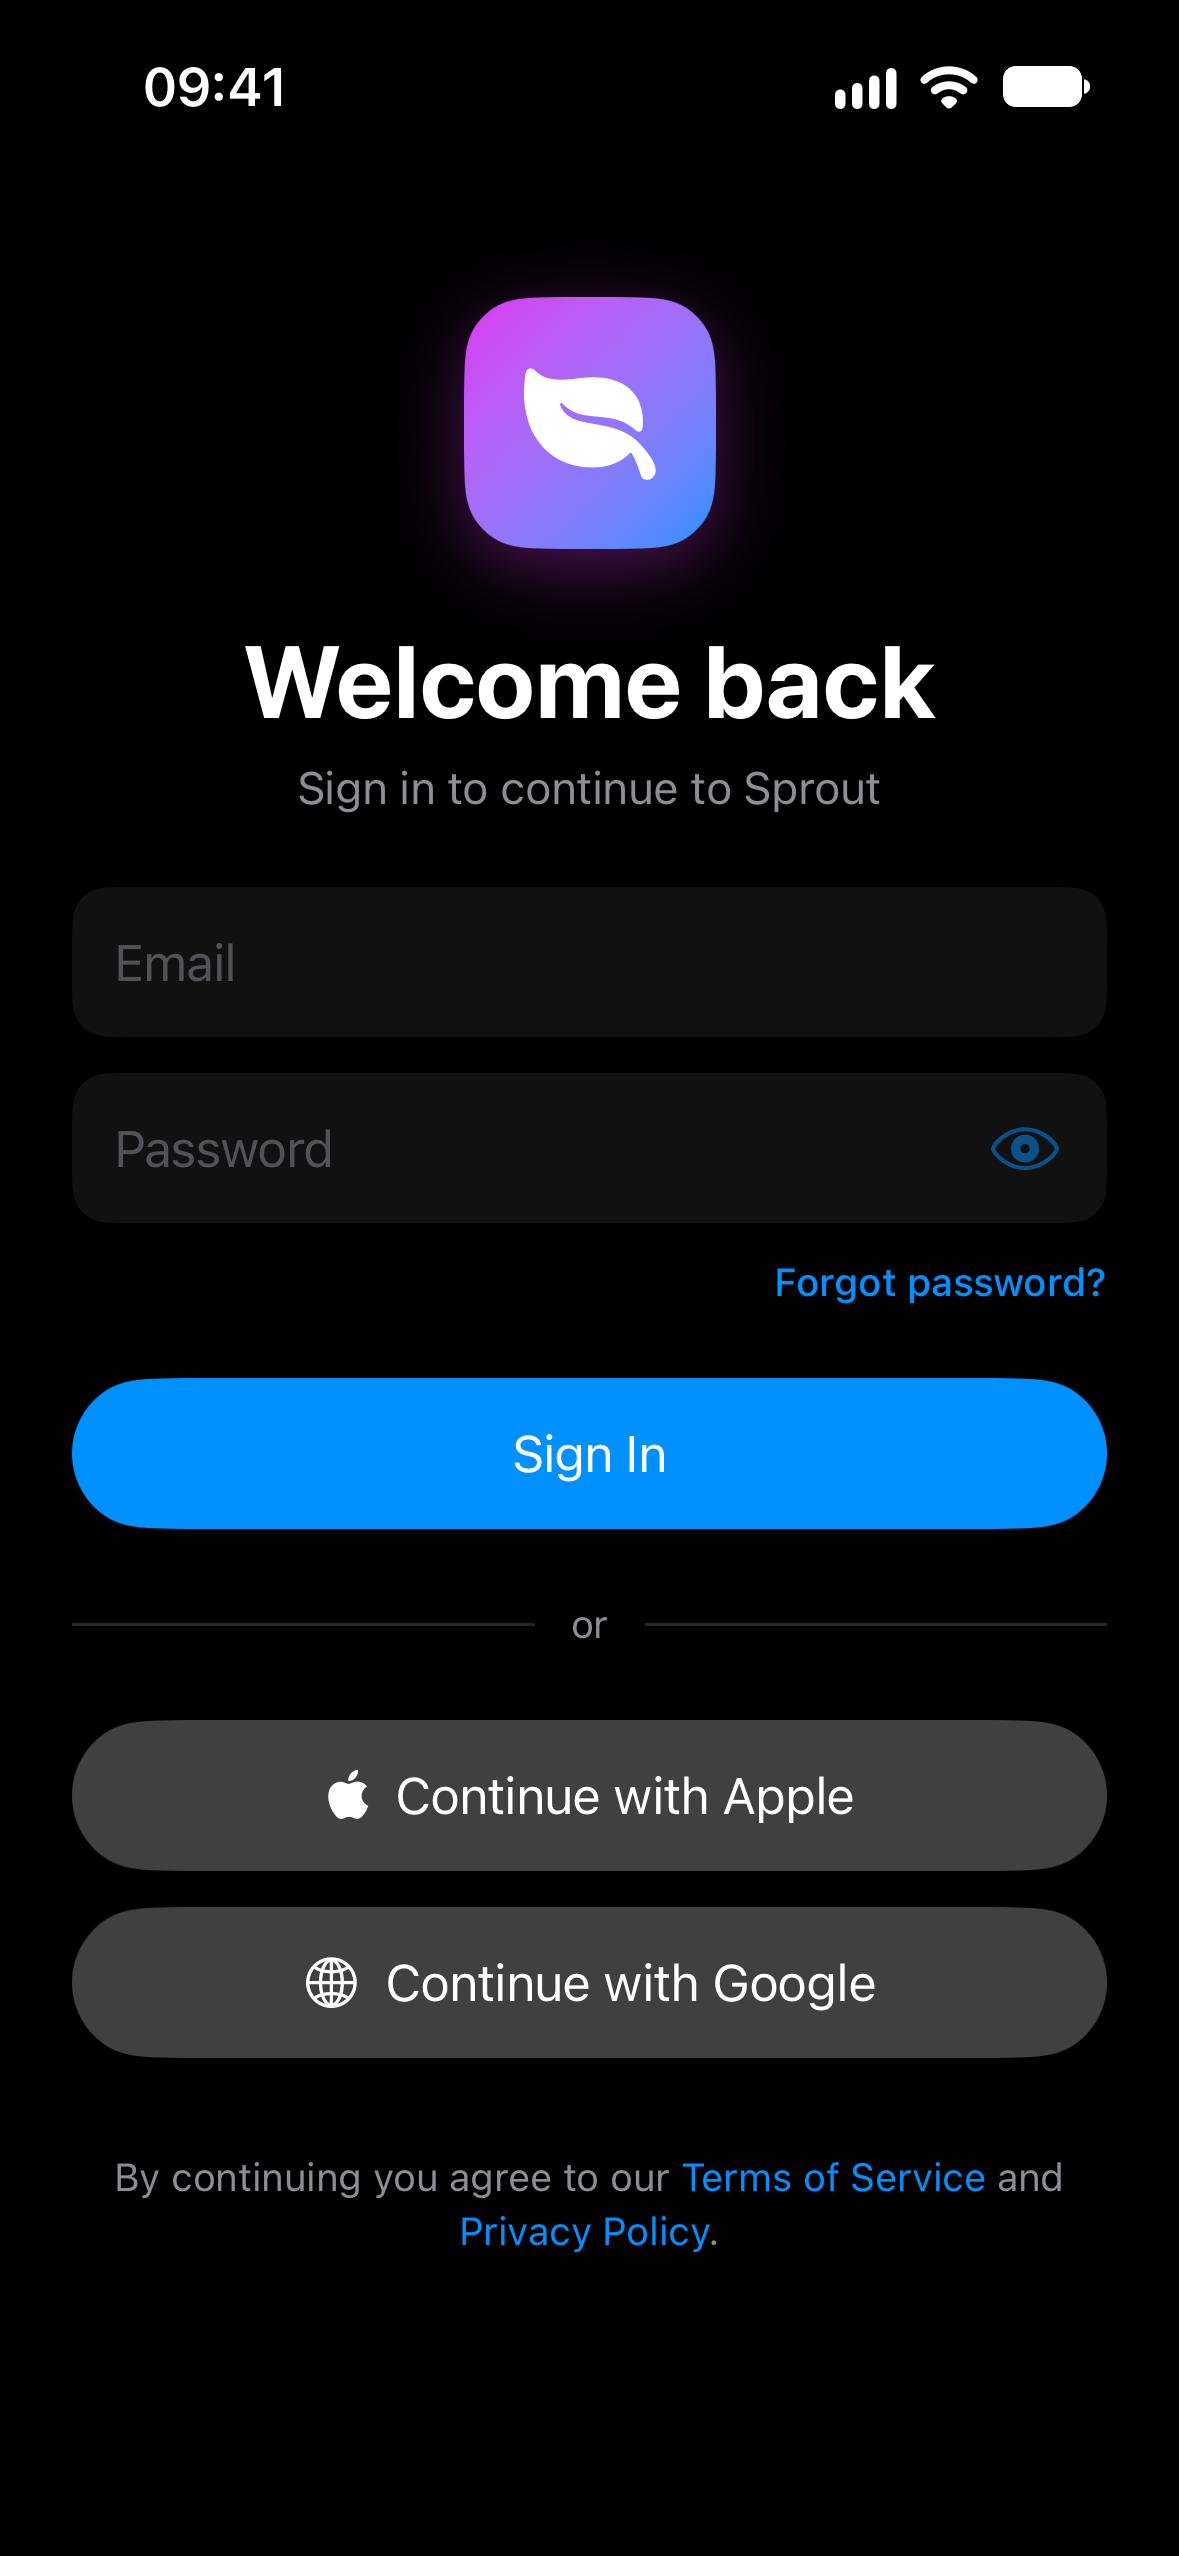 09:41
Welcome back
Sign in to continue to Sprout
Email
Password
Forgot password?
Sign In
or
Continue with Apple
Continue with Google
By continuing you agree to our Terms of Service and
Privacy Policy.